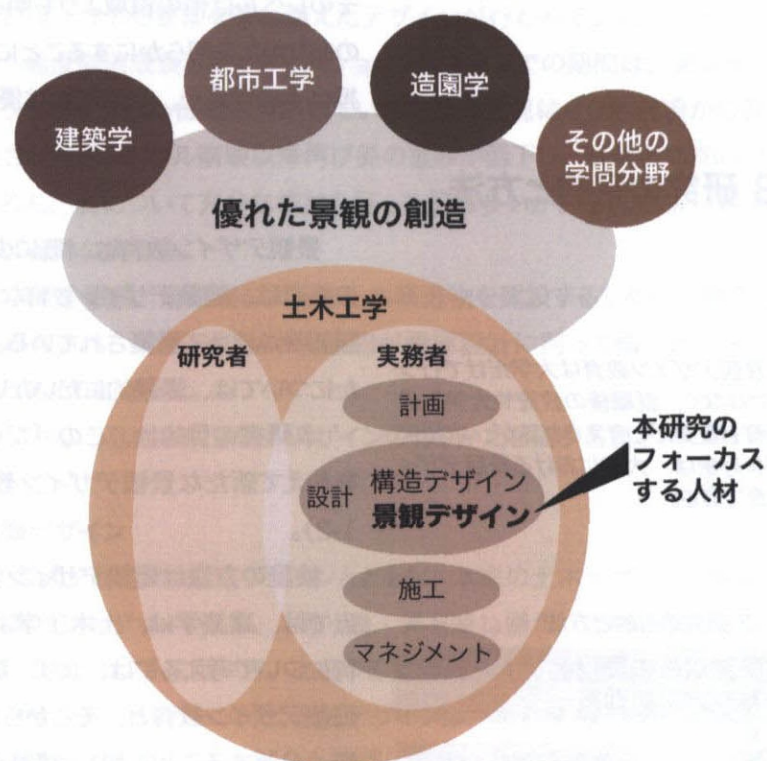 都市工学
造園学
建築学
その他の
学問分野
優れた景観の創造
土木工学
研究者
実務者
計画
設計
構造デザイン
景観デザイン
本研究の
フォーカス
する人材
施工
マネジメント